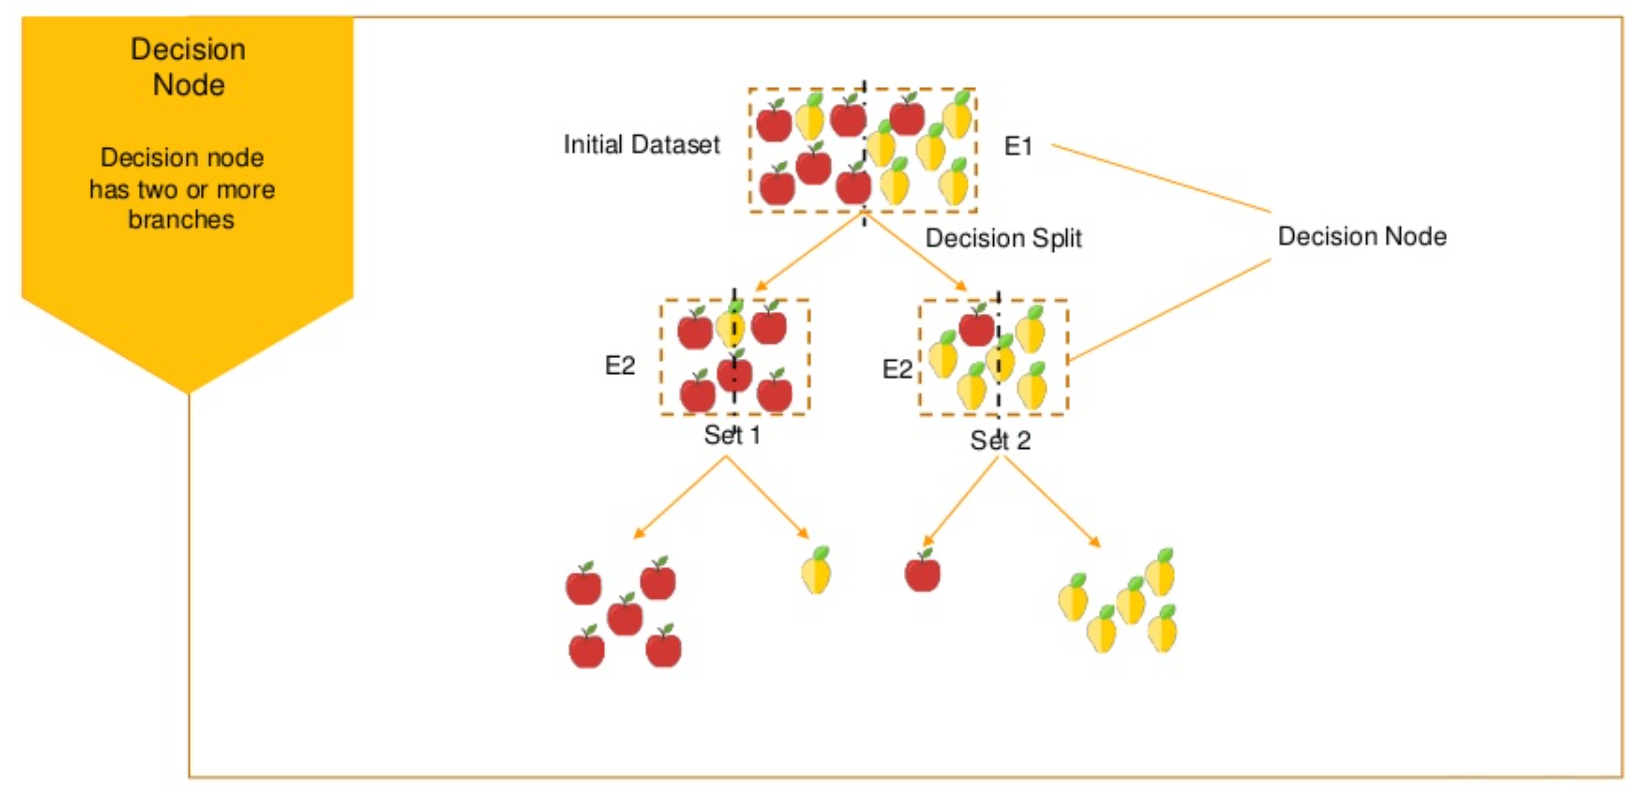 Decision
Node
Decision node
has two or more
branches
Initial Dataset
E1
Decision Split
Decision Node
E2
E2
Set 1
Set 2